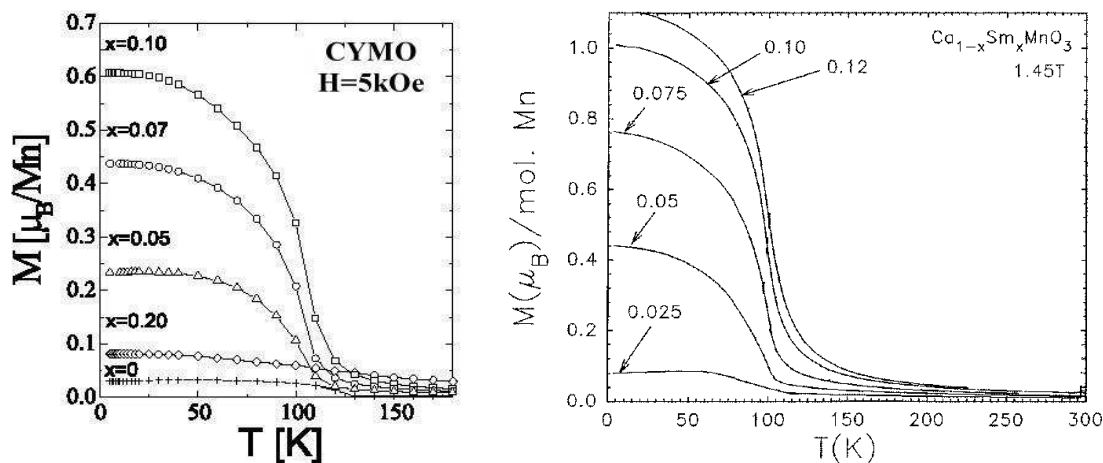 0.7
0.6
0.5
0.4
0.3
0.2
0.1
0.0
M [μB/Mn]
x=0.10
CYMO
H=5kOe
x=0.07
x=0.05
x=0.20
x=0
0 50 100 150
T [K]
1.0
0.8
0.6
0.4
0.2
0.0
M(μB)/mol. Mn
Ca1-xSmxMnO3
1.45T
0.10
0.12
0.075
0.05
0.025
0 50 100 150 200 250 300
T(K)